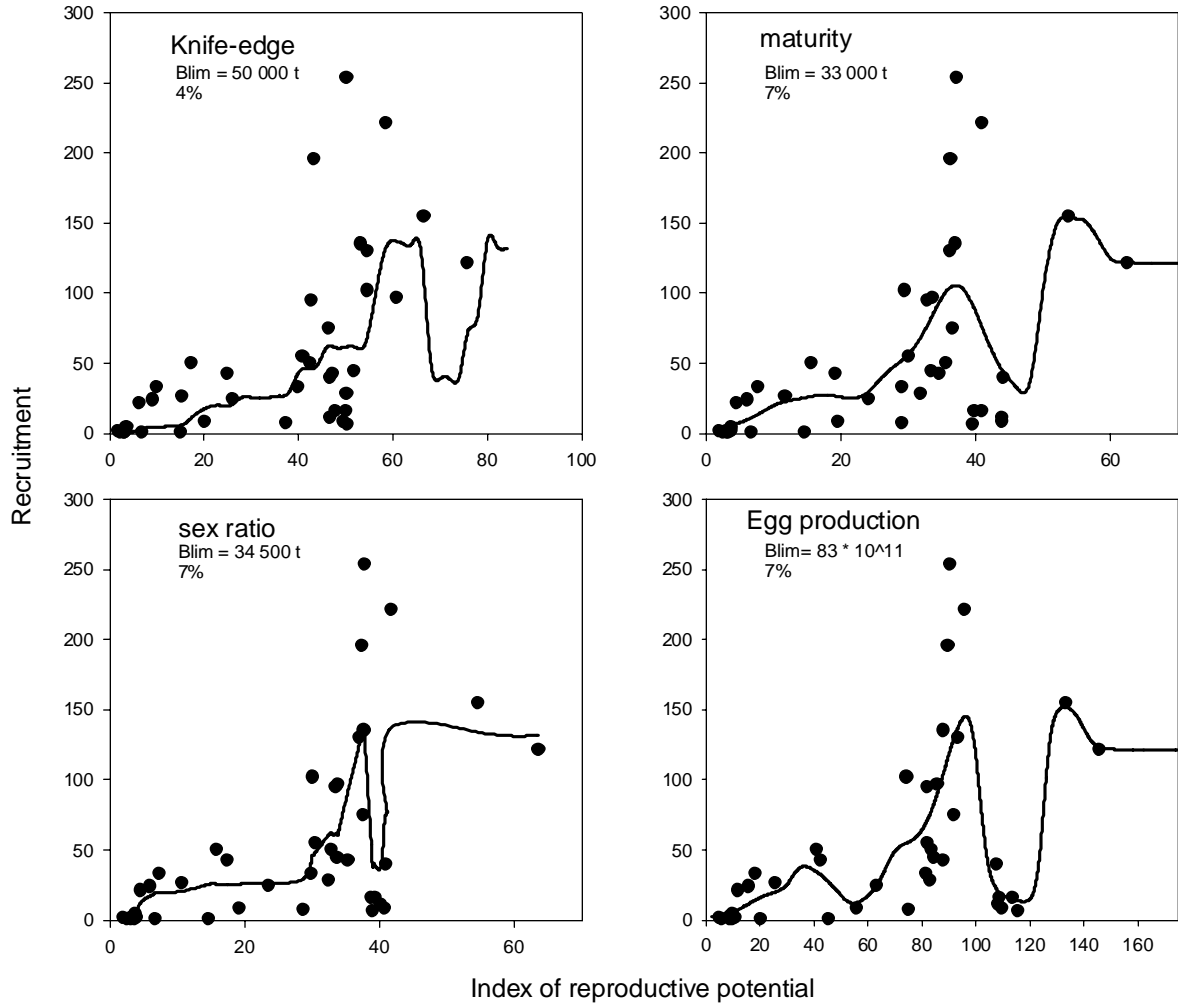 300
250
200
150
100
50
0
Knife-edge
Blim = 50 000 t
4%
0 20 40 60 80 100
300
250
200
150
100
50
0
maturity
Blim = 33 000 t
7%
0 20 40 60
Recruitment
300
250
200
150
100
50
0
sex ratio
Blim = 34 500 t
7%
0 20 40 60
300
250
200
150
100
50
0
Egg production
Blim= 83 * 10^11
7%
0 20 40 60 80 100 120 140 160
Index of reproductive potential